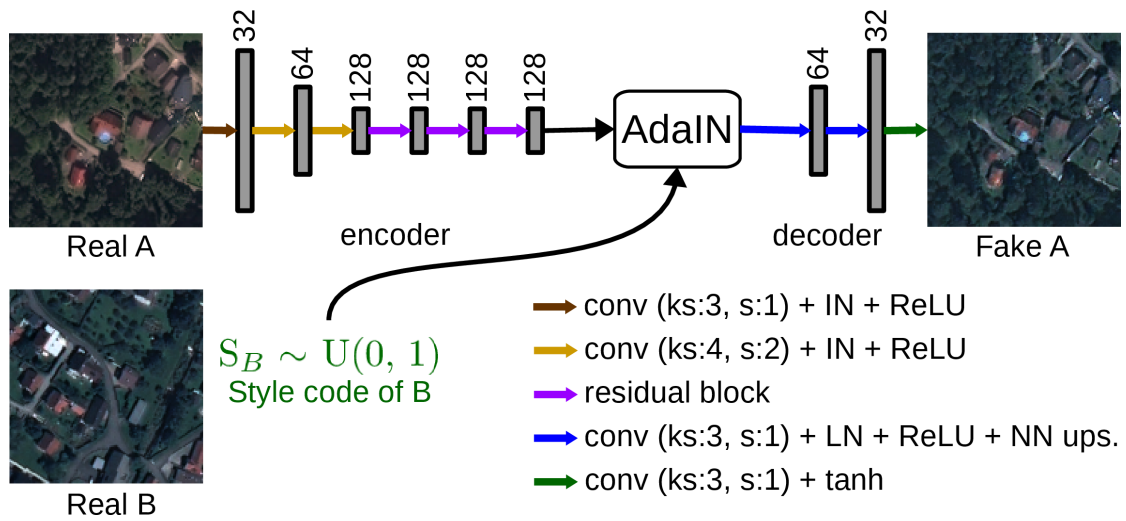 32
64
128
128
128
128
AdaIN
64
32
Real A
encoder
decoder
Fake A
S_B ∼ U(0, 1)
Style code of B
Real B
conv (ks:3, s:1) + IN + ReLU
conv (ks:4, s:2) + IN + ReLU
residual block
conv (ks:3, s:1) + LN + ReLU + NN ups.
conv (ks:3, s:1) + tanh